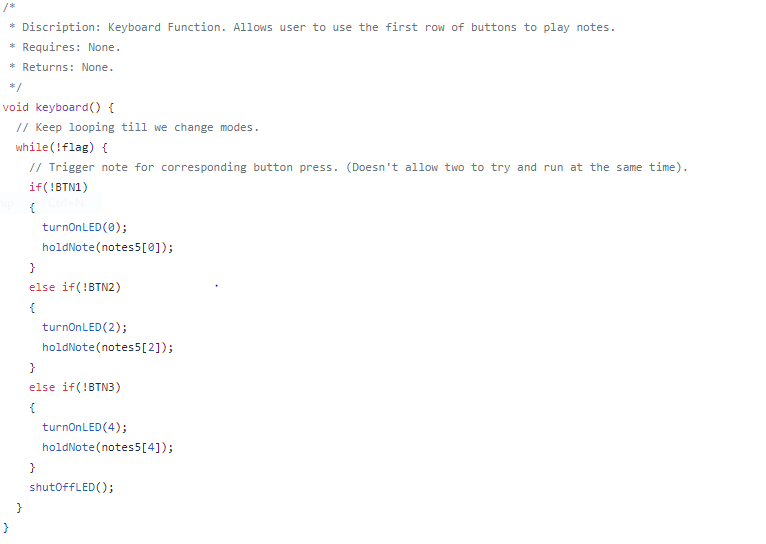 /*
 * Discription: Keyboard Function. Allows user to use the first row of buttons to play notes.
 * Requires: None.
 * Returns: None.
 */
void keyboard() {
  // Keep looping till we change modes.
  while(!flag) {
    // Trigger note for corresponding button press. (Doesn't allow two to try and run at the same time).
    if(!BTN1)
    {
      turnOnLED(0);
      holdNote(notes5[0]);
    }
    else if(!BTN2)
    {
      turnOnLED(2);
      holdNote(notes5[2]);
    }
    else if(!BTN3)
    {
      turnOnLED(4);
      holdNote(notes5[4]);
    }
    shutOffLED();
  }
}